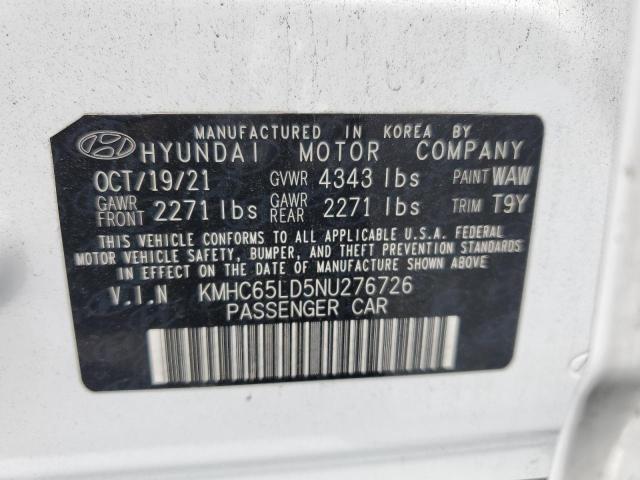 MANUFACTURED IN KOREA BY
HYUNDAI MOTOR COMPANY
OCT/19/21 GVWR 4343 lbs PAINT WAW
GAWR FRONT 2271 lbs GAWR REAR 2271 lbs TRIM T9Y
THIS VEHICLE CONFORMS TO ALL APPLICABLE U.S.A. FEDERAL
MOTOR VEHICLE SAFETY, BUMPER, AND THEFT PREVENTION STANDARDS
IN EFFECT ON THE DATE OF MANUFACTURE SHOWN ABOVE
V.I.N KMHC65LD5NU276726
PASSENGER CAR